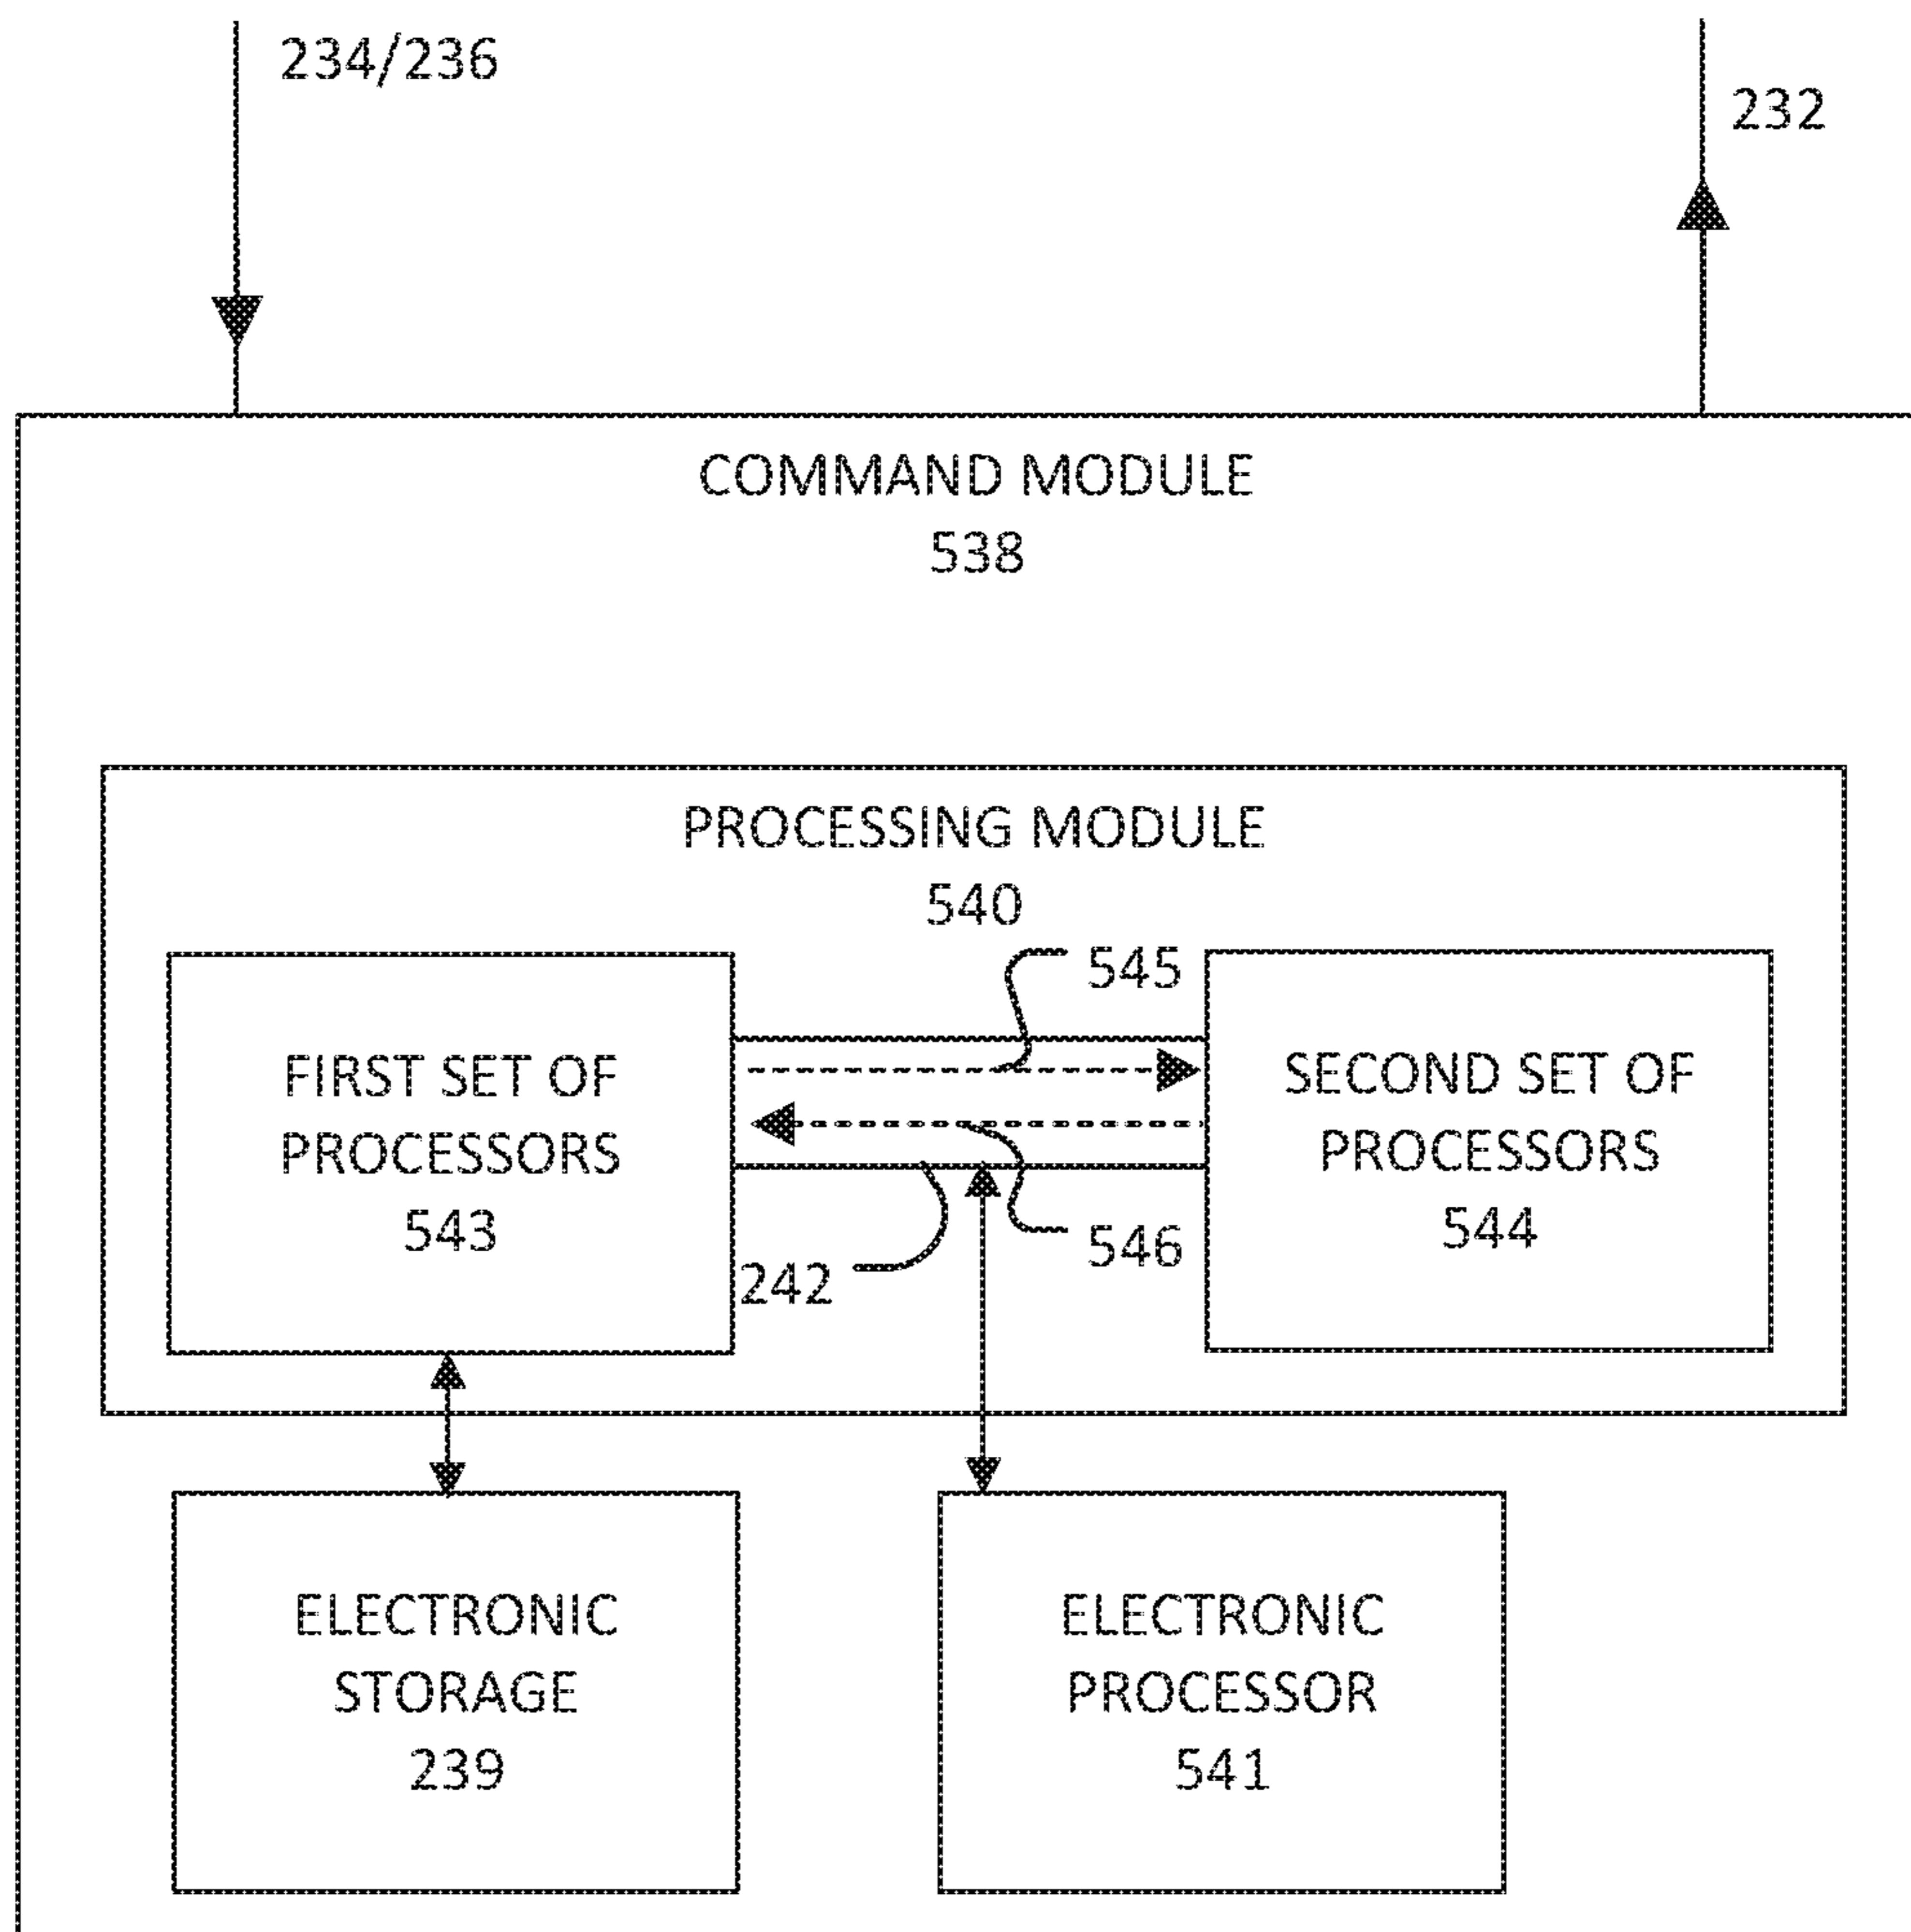 234/236
232
COMMAND MODULE
538
PROCESSING MODULE
540
545
FIRST SET OF
PROCESSORS
543
SECOND SET OF
PROCESSORS
544
546
242
ELECTRONIC
STORAGE
239
ELECTRONIC
PROCESSOR
541